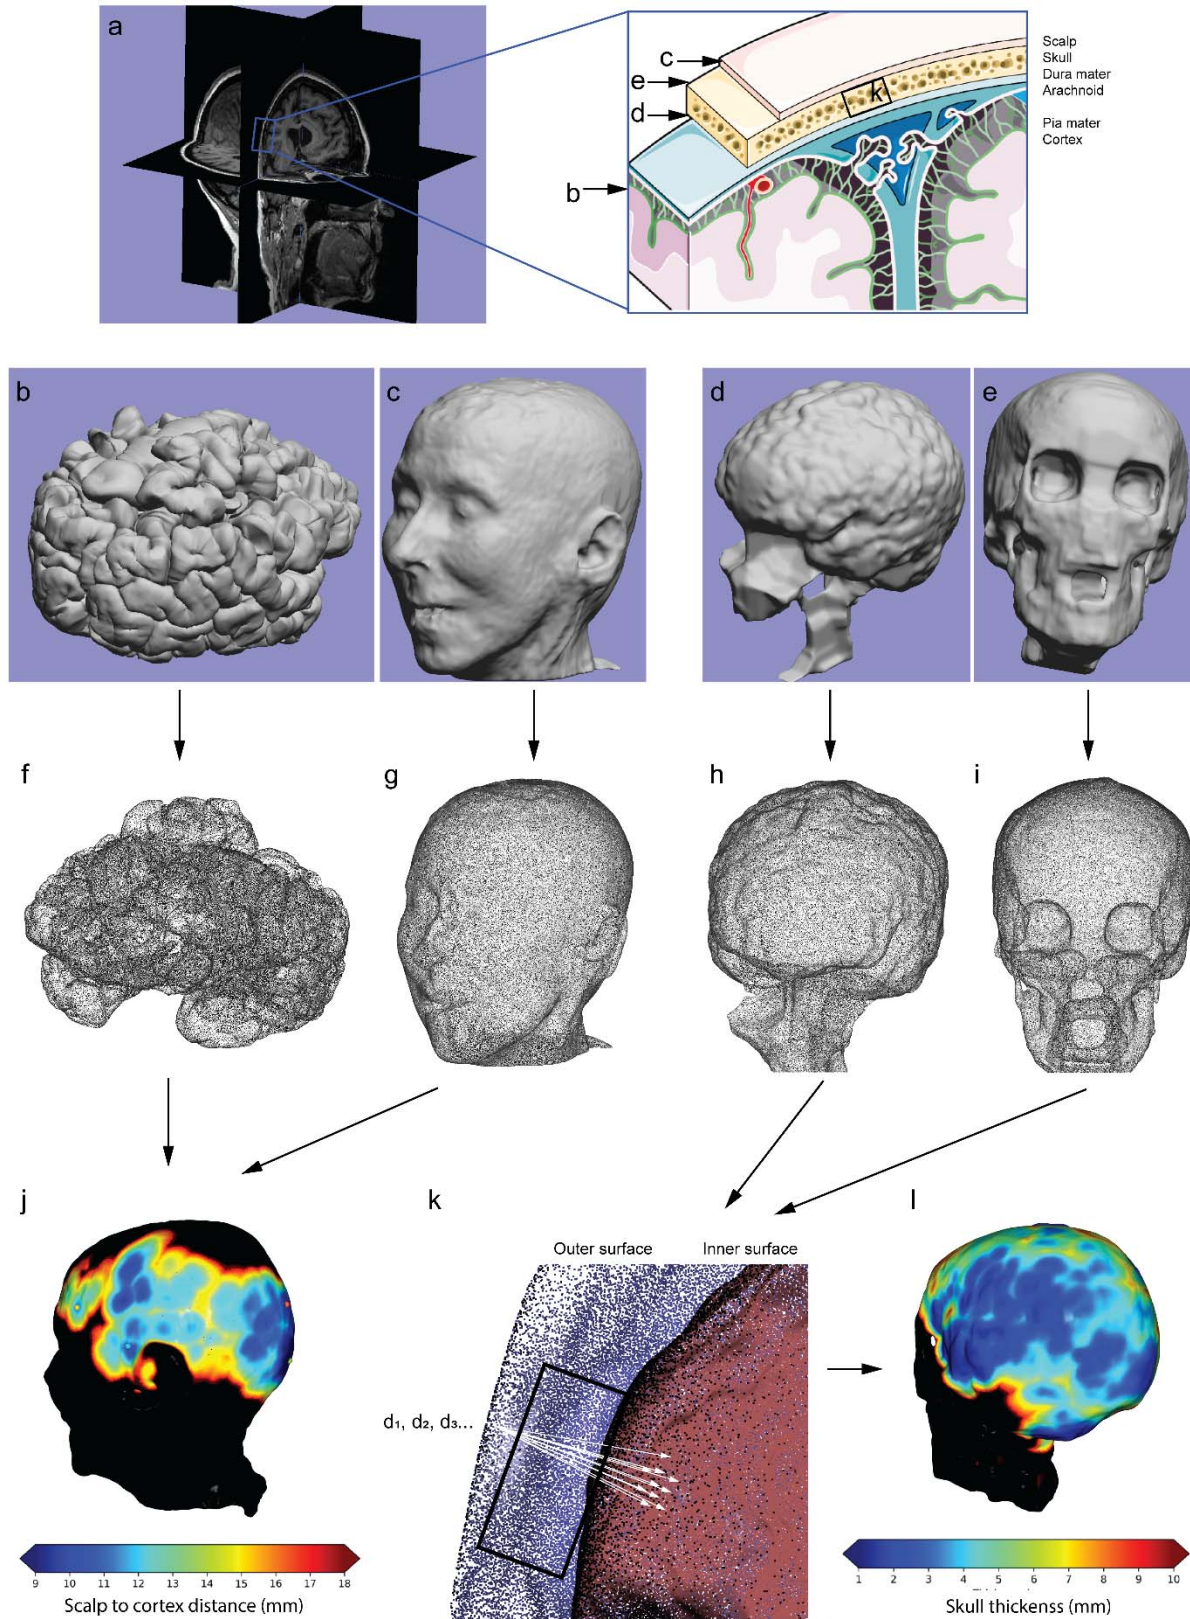 a
c
e
d
b
k
Scalp
Skull
Dura mater
Arachnoid
Pia mater
Cortex
b
c
d
e
f
g
h
i
j
k
l
Outer surface Inner surface
d₁, d₂, d₃...
9 10 11 12 13 14 15 16 17 18
Scalp to cortex distance (mm)
1 2 3 4 5 6 7 8 9 10
Skull thickenss (mm)